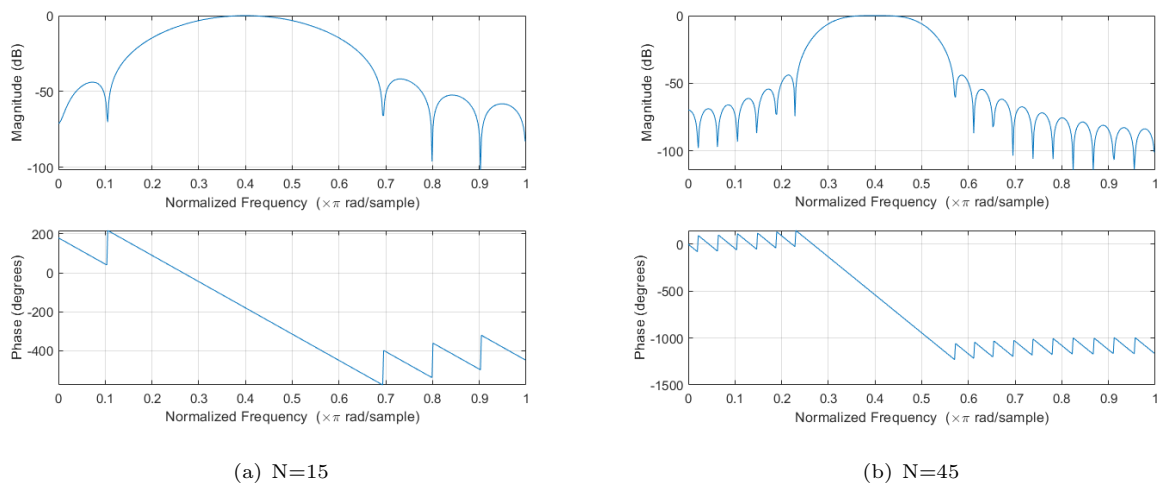 0
-50
-100
Magnitude (dB)
0 0.1 0.2 0.3 0.4 0.5 0.6 0.7 0.8 0.9 1
Normalized Frequency (×π rad/sample)
200
0
-200
-400
Phase (degrees)
0 0.1 0.2 0.3 0.4 0.5 0.6 0.7 0.8 0.9 1
Normalized Frequency (×π rad/sample)
(a) N=15
0
-50
-100
Magnitude (dB)
0 0.1 0.2 0.3 0.4 0.5 0.6 0.7 0.8 0.9 1
Normalized Frequency (×π rad/sample)
0
-500
-1000
-1500
Phase (degrees)
0 0.1 0.2 0.3 0.4 0.5 0.6 0.7 0.8 0.9 1
Normalized Frequency (×π rad/sample)
(b) N=45